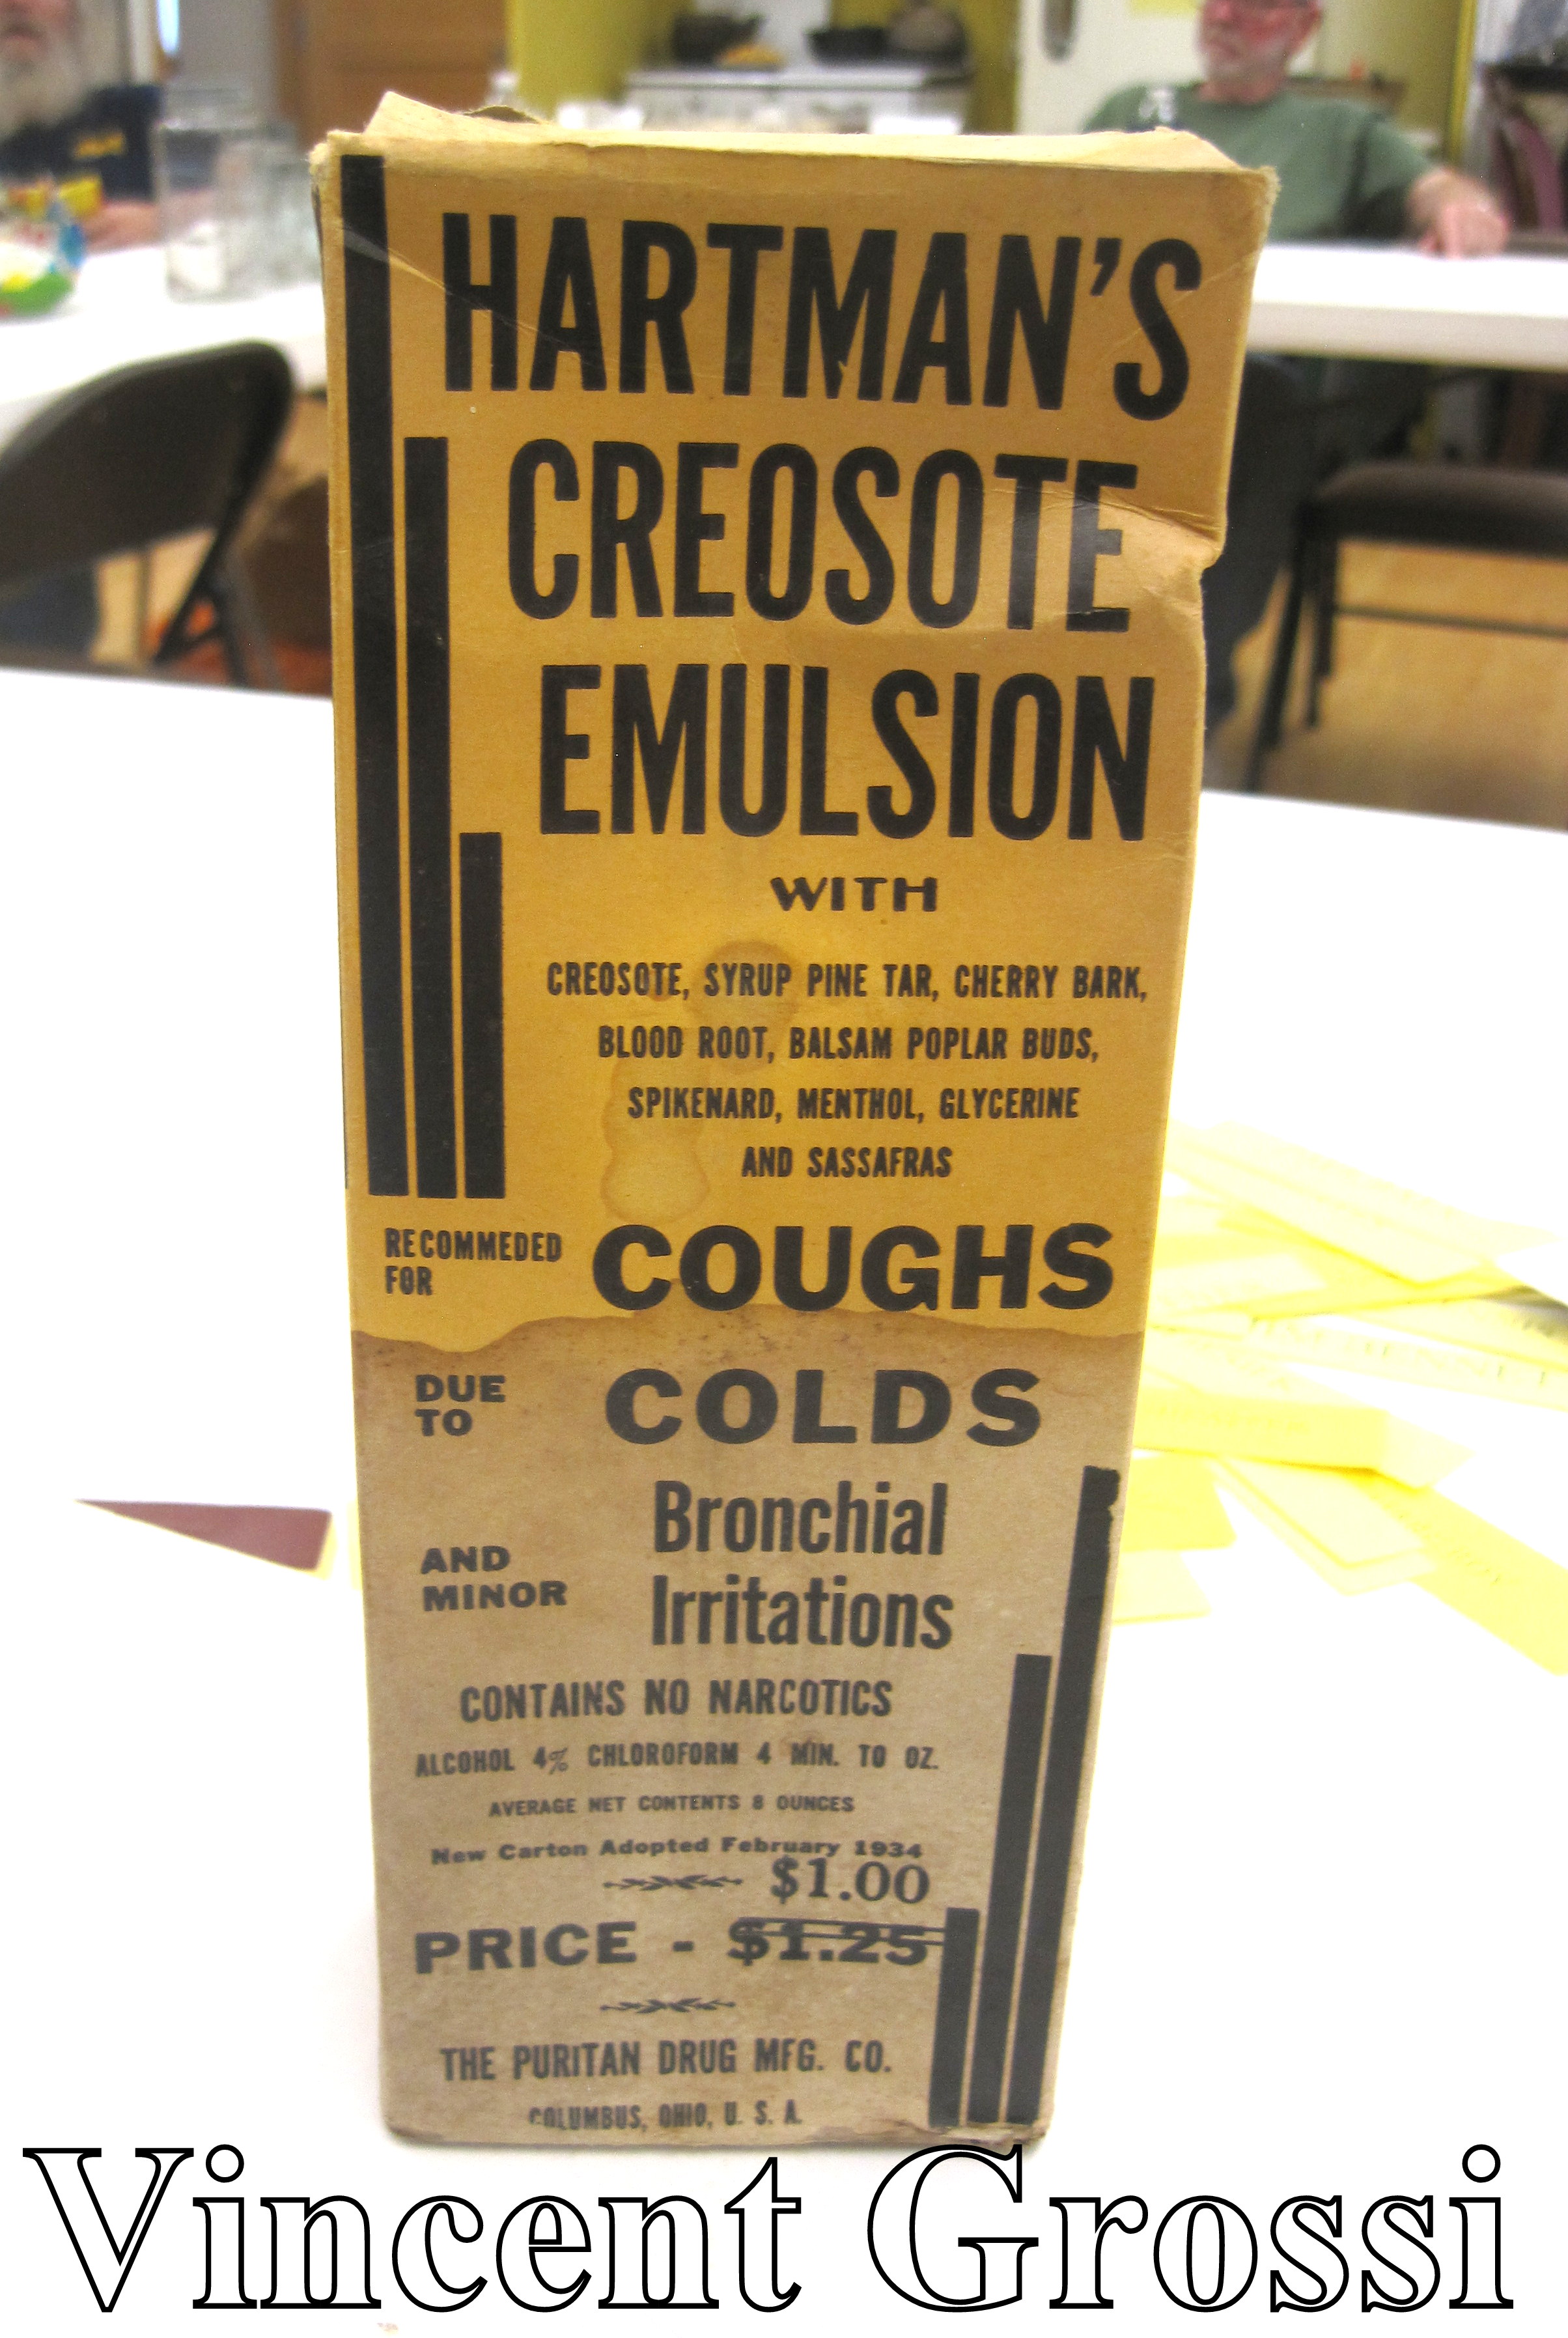 HARTMAN'S
CREOSOTE
EMULSION
WITH
CREOSOTE, SYRUP PINE TAR, CHERRY BARK,
BLOOD ROOT, BALSAM POPLAR BUDS,
SPIKENARD, MENTHOL, GLYCERINE
AND SASSAFRAS
RECOMMEDED
FOR
COUGHS
DUE
TO
COLDS
AND
MINOR
Bronchial
Irritations
CONTAINS NO NARCOTICS
ALCOHOL 4% CHLOROFORM 4 MIN. TO OZ.
AVERAGE NET CONTENTS 8 OUNCES
New Carton Adopted February 1934
$1.00
PRICE - $1.25
THE PURITAN DRUG MFG. CO.
COLUMBUS, OHIO, U. S. A.
Vincent Grossi